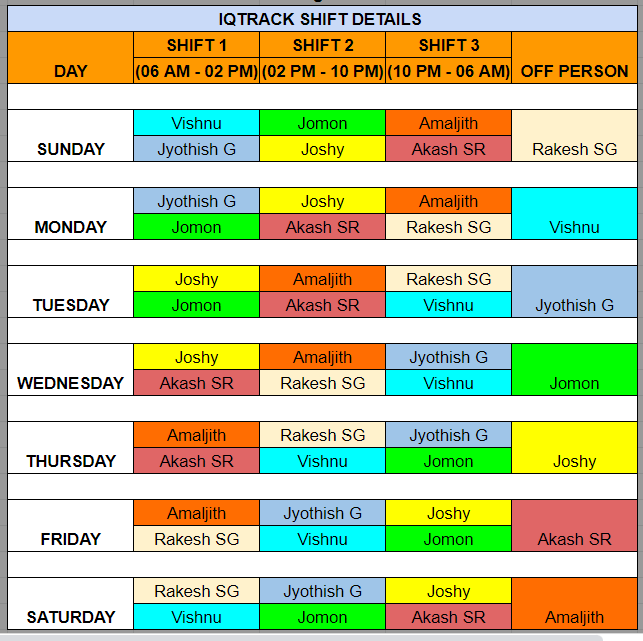 IQTRACK SHIFT DETAILS
SHIFT 1 SHIFT 2 SHIFT 3
DAY (06 AM - 02 PM) (02 PM - 10 PM) (10 PM - 06 AM) OFF PERSON
Vishnu Jomon Amaljith
SUNDAY Jyothish G Joshy Akash SR Rakesh SG
Jyothish G Joshy Amaljith
MONDAY Jomon Akash SR Rakesh SG Vishnu
Joshy Amaljith Rakesh SG
TUESDAY Jomon Akash SR Vishnu Jyothish G
Joshy Amaljith Jyothish G
WEDNESDAY Akash SR Rakesh SG Vishnu Jomon
Amaljith Rakesh SG Jyothish G
THURSDAY Akash SR Vishnu Jomon Joshy
Amaljith Jyothish G Joshy
FRIDAY Rakesh SG Vishnu Jomon Akash SR
Rakesh SG Jyothish G Joshy
SATURDAY Vishnu Jomon Akash SR Amaljith